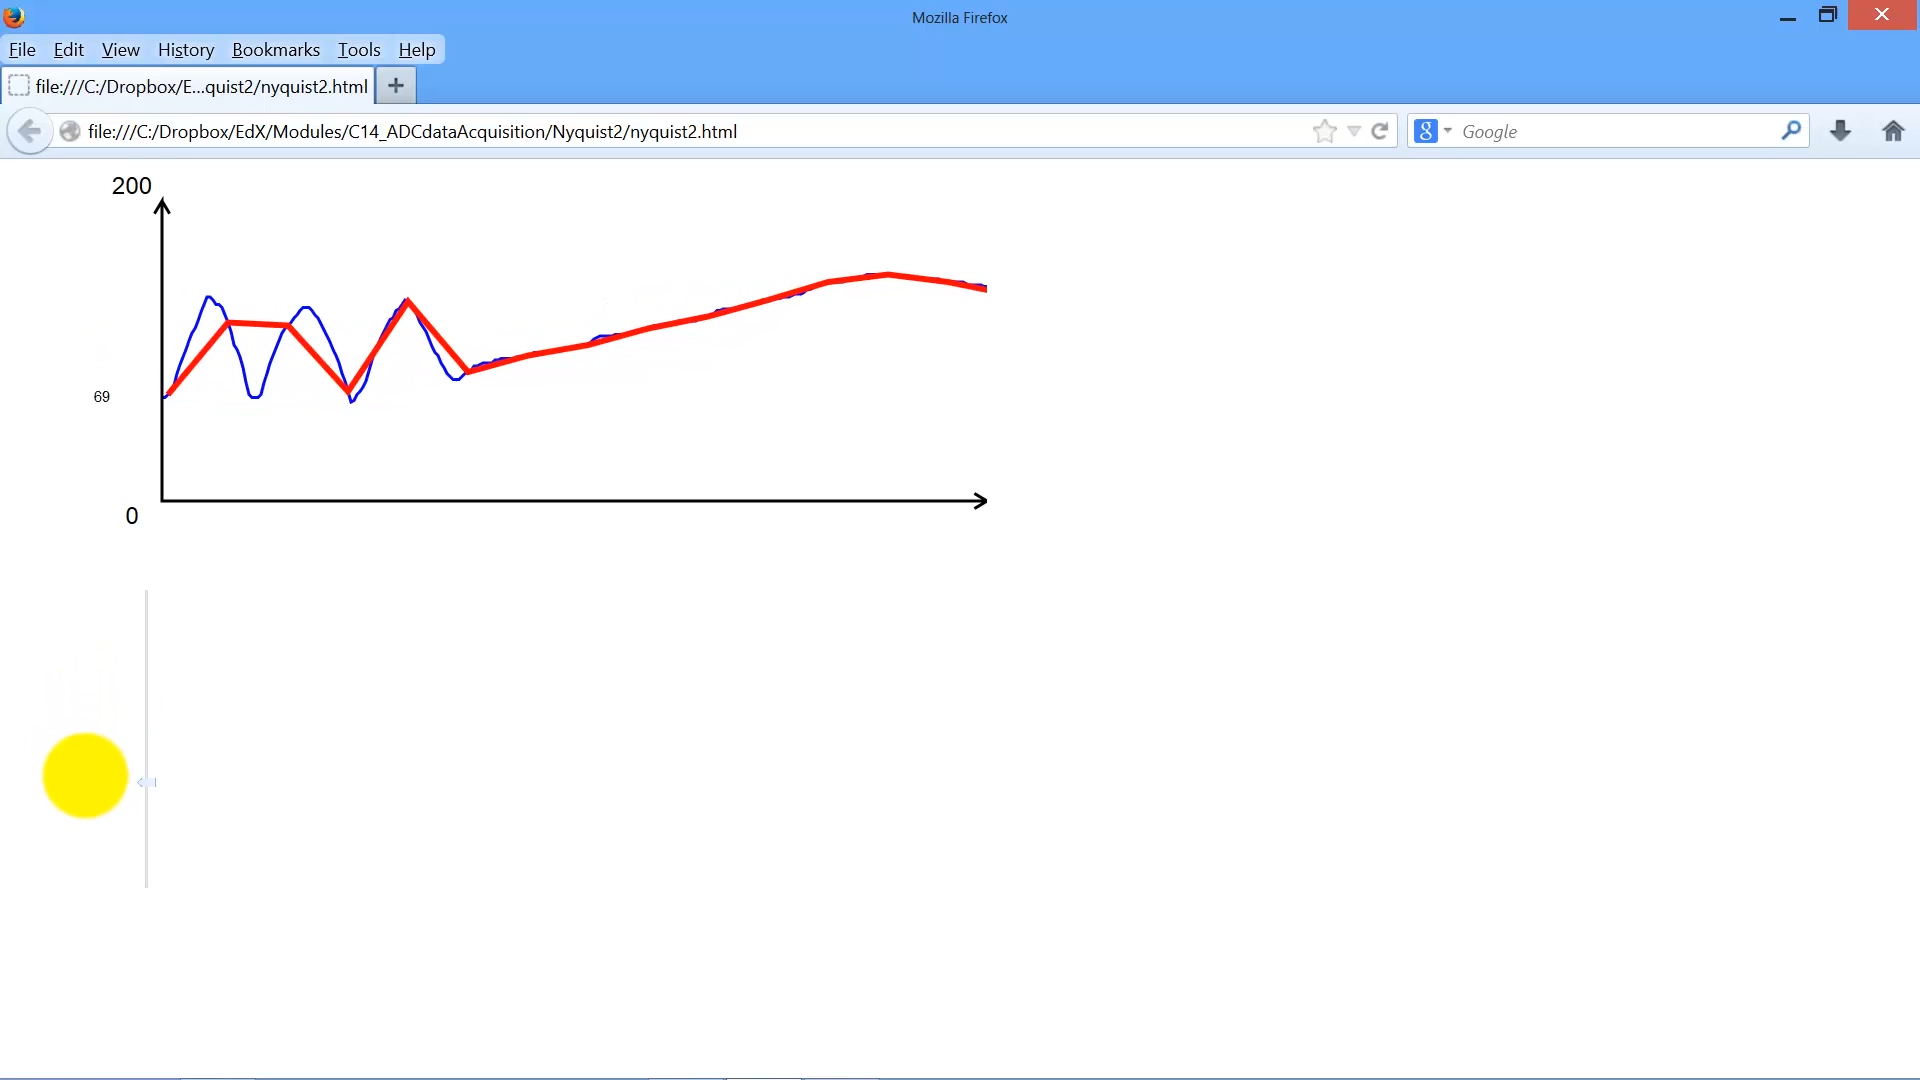 Mozilla Firefox
File Edit View History Bookmarks Tools Help
file:///C:/Dropbox/E...quist2/nyquist2.html
file:///C:/Dropbox/EdX/Modules/C14_ADCdataAcquisition/Nyquist2/nyquist2.html
8 Google
200
69
0